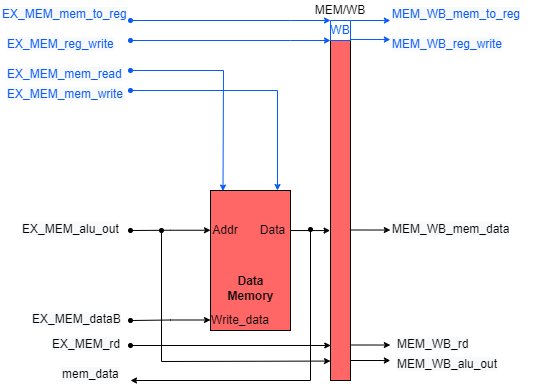 EX_MEM_mem_to_reg
MEM/WB
MEM_WB_mem_to_reg
WB
EX_MEM_reg_write
MEM_WB_reg_write
EX_MEM_mem_read
EX_MEM_mem_write
EX_MEM_alu_out
Addr
Data
MEM_WB_mem_data
Data
Memory
EX_MEM_dataB
Write_data
EX_MEM_rd
MEM_WB_rd
MEM_WB_alu_out
mem_data